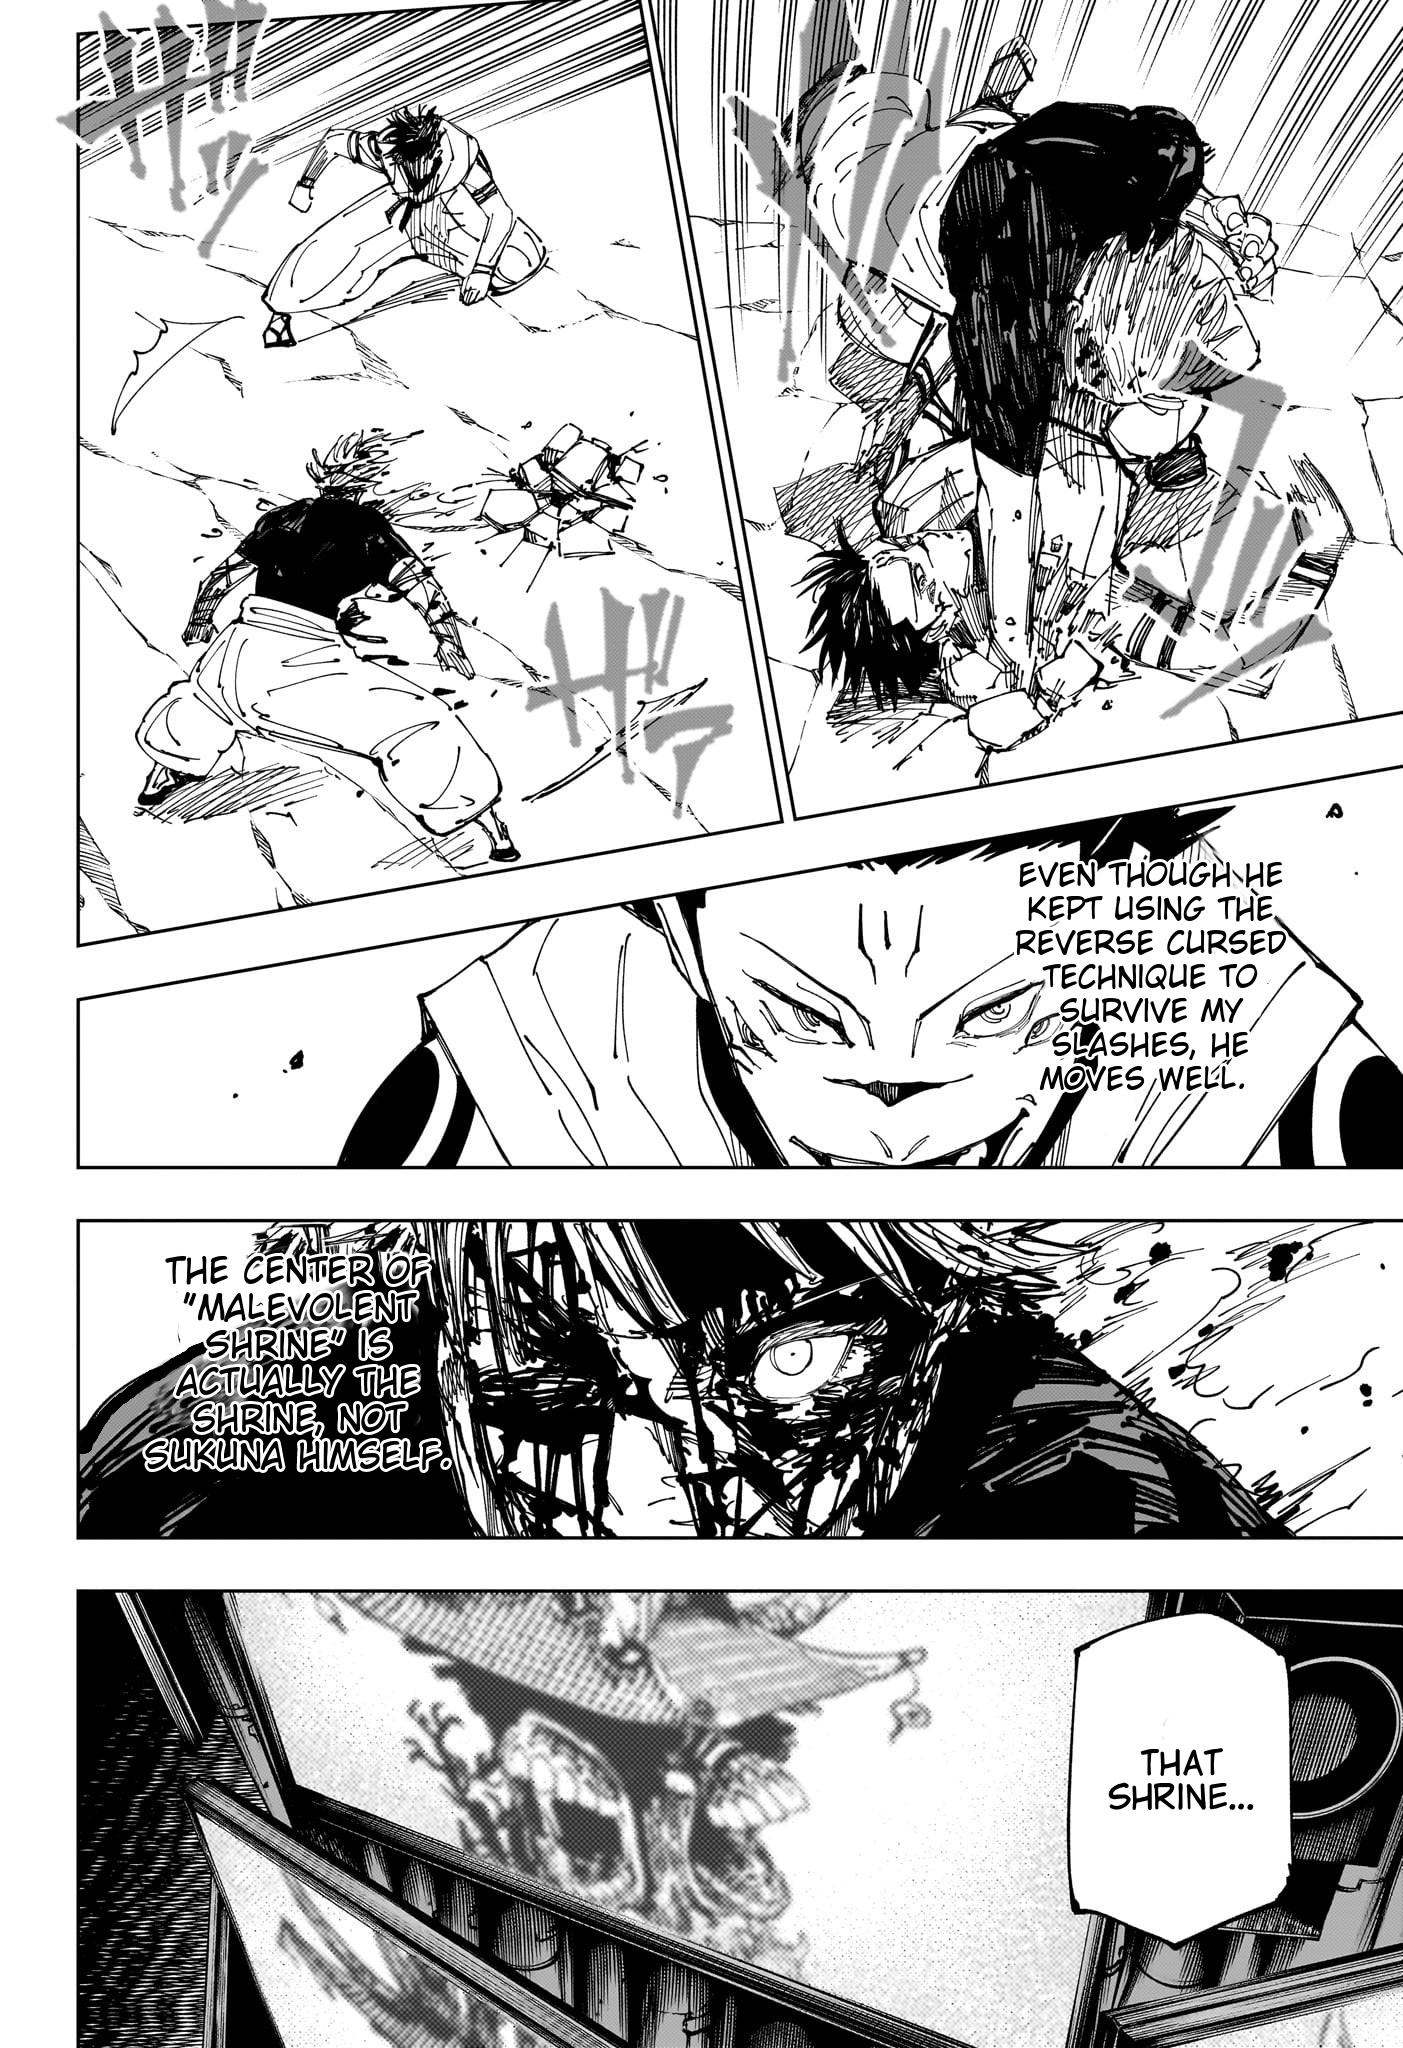 EVEN THOUGH HE
KEPT USING THE
REVERSE CURSED
TECHNIQUE TO
SURVIVE MY
SLASHES, HE
MOVES WELL.
THE CENTER OF
"MALEVOLENT
SHRINE" IS
ACTUALLY THE
SHRINE, NOT
SUKUNA HIMSELF.
THAT
SHRINE...